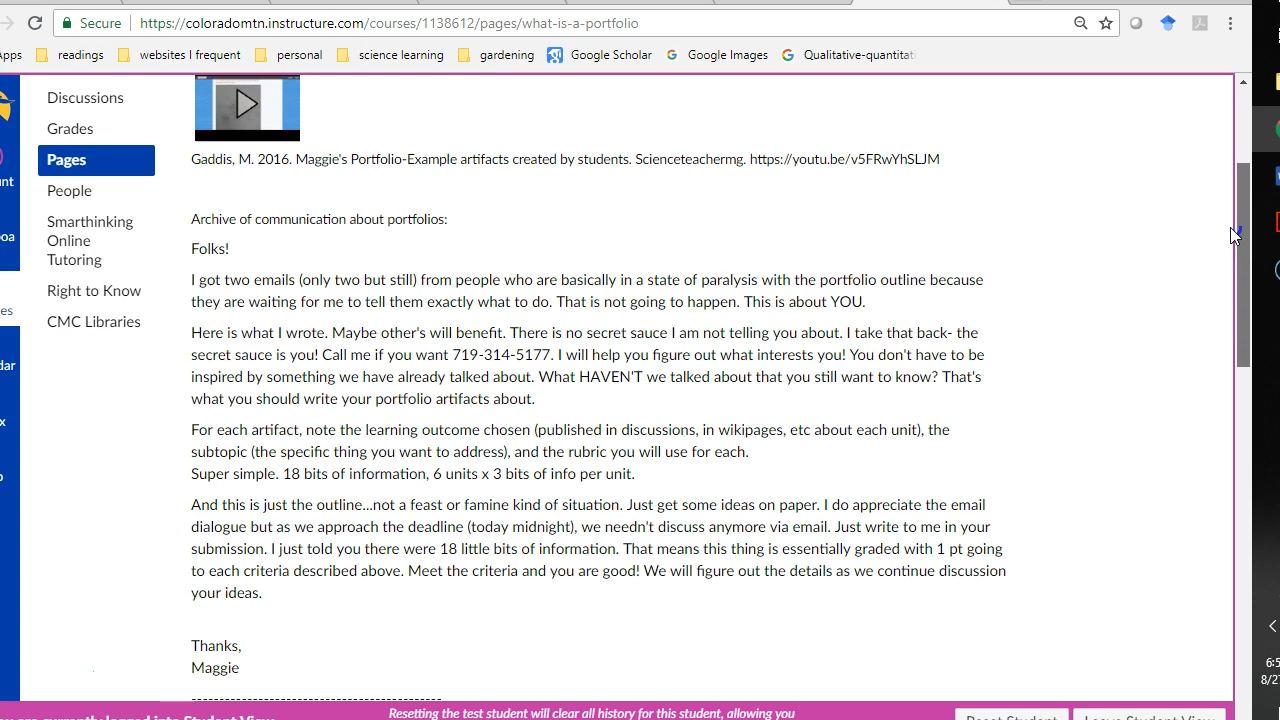 Secure
https://coloradomtn.instructure.com/courses/1138612/pages/what-is-a-portfolio
readings
websites I frequent
personal
science learning
gardening
Google Scholar
Google Images
Discussions
Grades
Pages
People
Smarthinking
Online
Tutoring
Right to Know
CMC Libraries
Gaddis, M. 2016. Maggie's Portfolio-Example artifacts created by students. Scienceteachermg. https://youtu.be/v5FRwYhSLJM
Archive of communication about portfolios:
Folks!
I got two emails (only two but still) from people who are basically in a state of paralysis with the portfolio outline because
they are waiting for me to tell them exactly what to do. That is not going to happen. This is about YOU.
Here is what I wrote. Maybe other's will benefit. There is no secret sauce I am not telling you about. I take that back- the
secret sauce is you! Call me if you want 719-314-5177. I will help you figure out what interests you! You don't have to be
inspired by something we have already talked about. What HAVEN'T we talked about that you still want to know? That's
what you should write your portfolio artifacts about.
For each artifact, note the learning outcome chosen (published in discussions, in wikipages, etc about each unit), the
subtopic (the specific thing you want to address), and the rubric you will use for each.
Super simple. 18 bits of information, 6 units x 3 bits of info per unit.
And this is just the outline...not a feast or famine kind of situation. Just get some ideas on paper. I do appreciate the email
dialogue but as we approach the deadline (today midnight), we needn't discuss anymore via email. Just write to me in your
submission. I just told you there were 18 little bits of information. That means this thing is essentially graded with 1 pt going
to each criteria described above. Meet the criteria and you are good! We will figure out the details as we continue discussion
your ideas.
Thanks,
Maggie
----------------------------------------
are currently logged into Student View
Resetting the test student will clear all history for this student, allowing you
Reset Student
Leave Student View